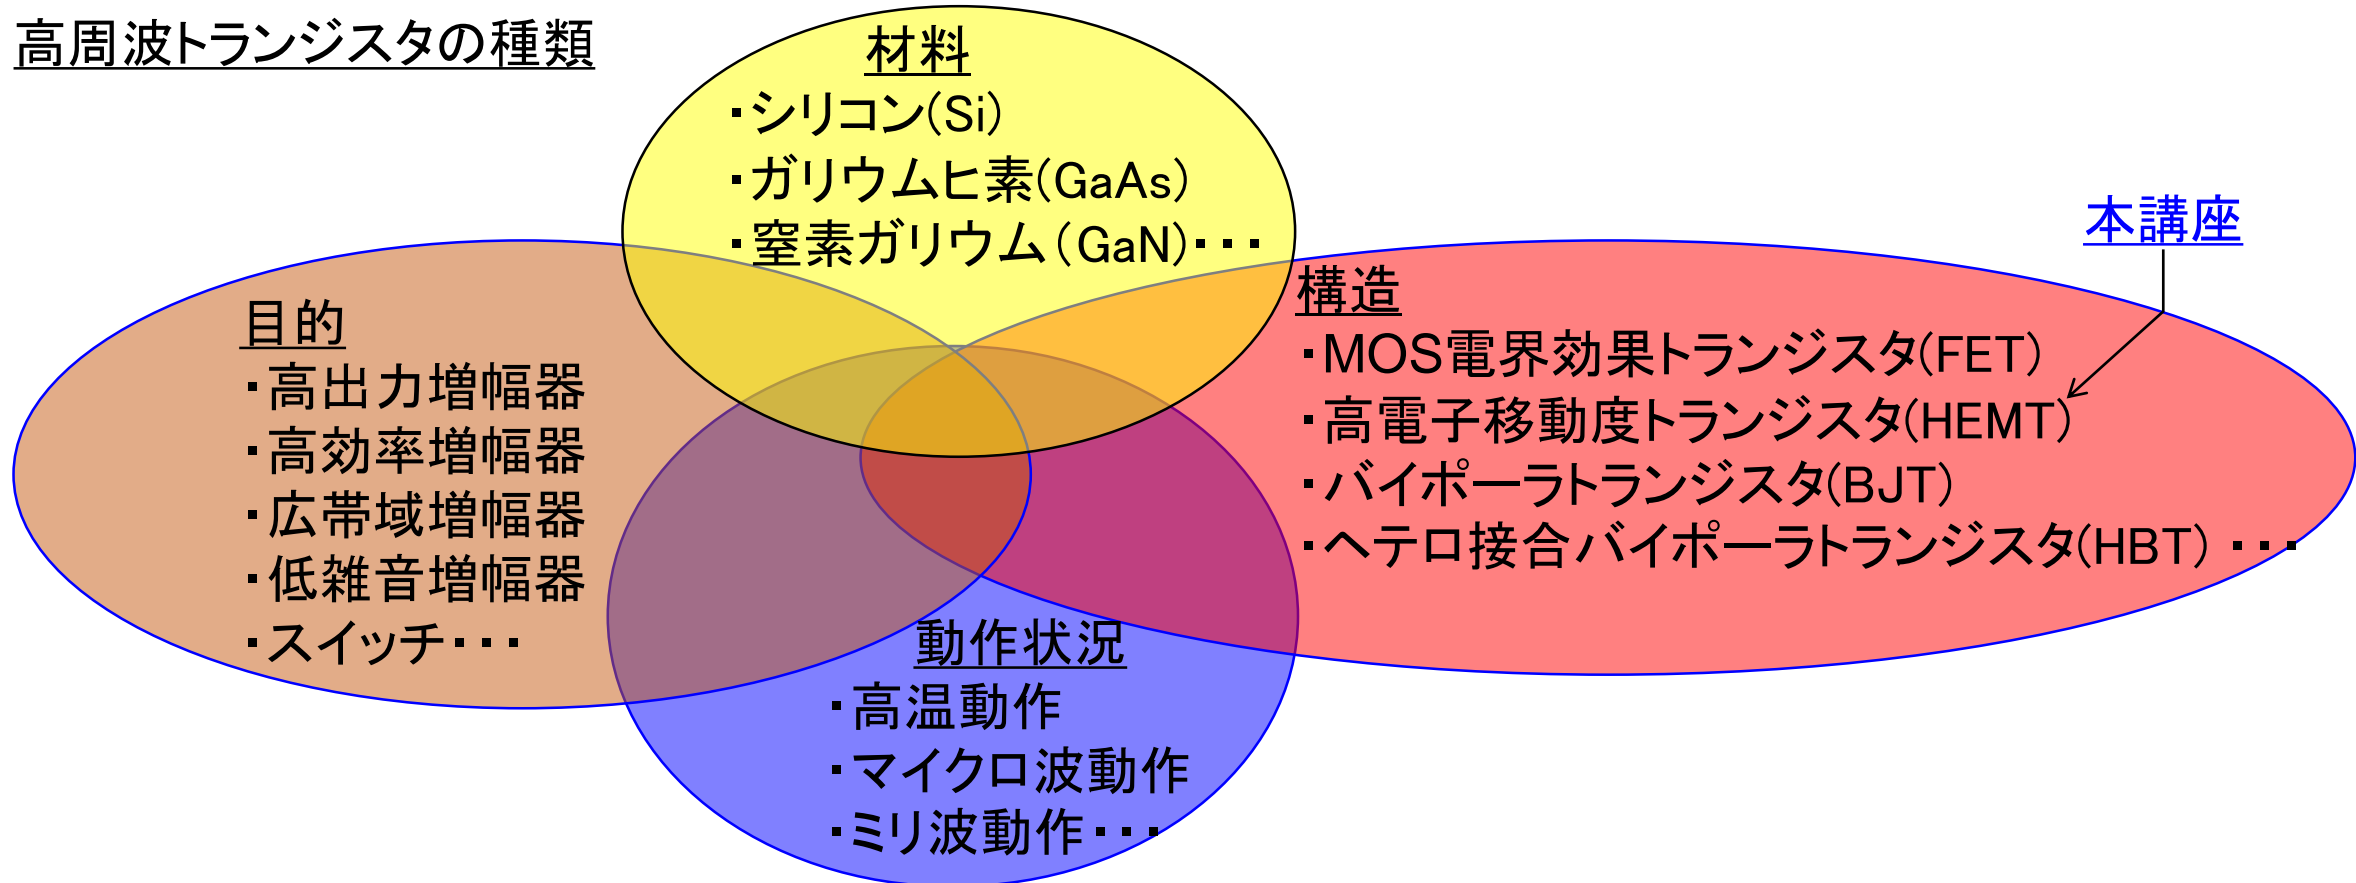 高周波トランジスタの種類
材料
・シリコン(Si)
・ガリウムヒ素(GaAs)
・窒素ガリウム(GaN)・・・
目的
・高出力増幅器
・高効率増幅器
・広帯域増幅器
・低雑音増幅器
・スイッチ・・・
本講座
構造
・MOS電界効果トランジスタ(FET)
・高電子移動度トランジスタ(HEMT)
・バイポーラトランジスタ(BJT)
・ヘテロ接合バイポーラトランジスタ(HBT)・・・
動作状況
・高温動作
・マイクロ波動作
・ミリ波動作・・・